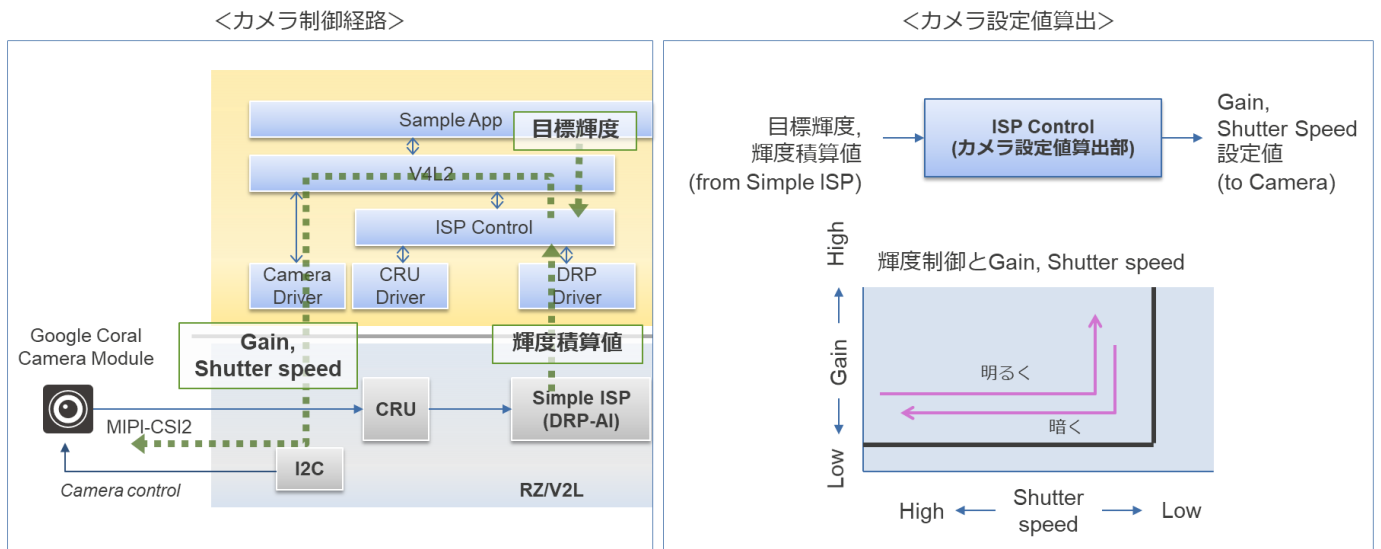 ＜カメラ制御経路＞
Sample App
目標輝度
V4L2
ISP Control
Camera
Driver
CRU
Driver
DRP
Driver
Google Coral
Camera Module
Gain,
Shutter speed
輝度積算値
MIPI-CSI2
CRU
Simple ISP
(DRP-AI)
I2C
Camera control
RZ/V2L
＜カメラ設定値算出＞
目標輝度,
輝度積算値
(from Simple ISP)
ISP Control
(カメラ設定値算出部)
Gain,
Shutter Speed
設定値
(to Camera)
輝度制御とGain, Shutter speed
High
Gain
Low
明るく
暗く
High
Shutter
speed
Low